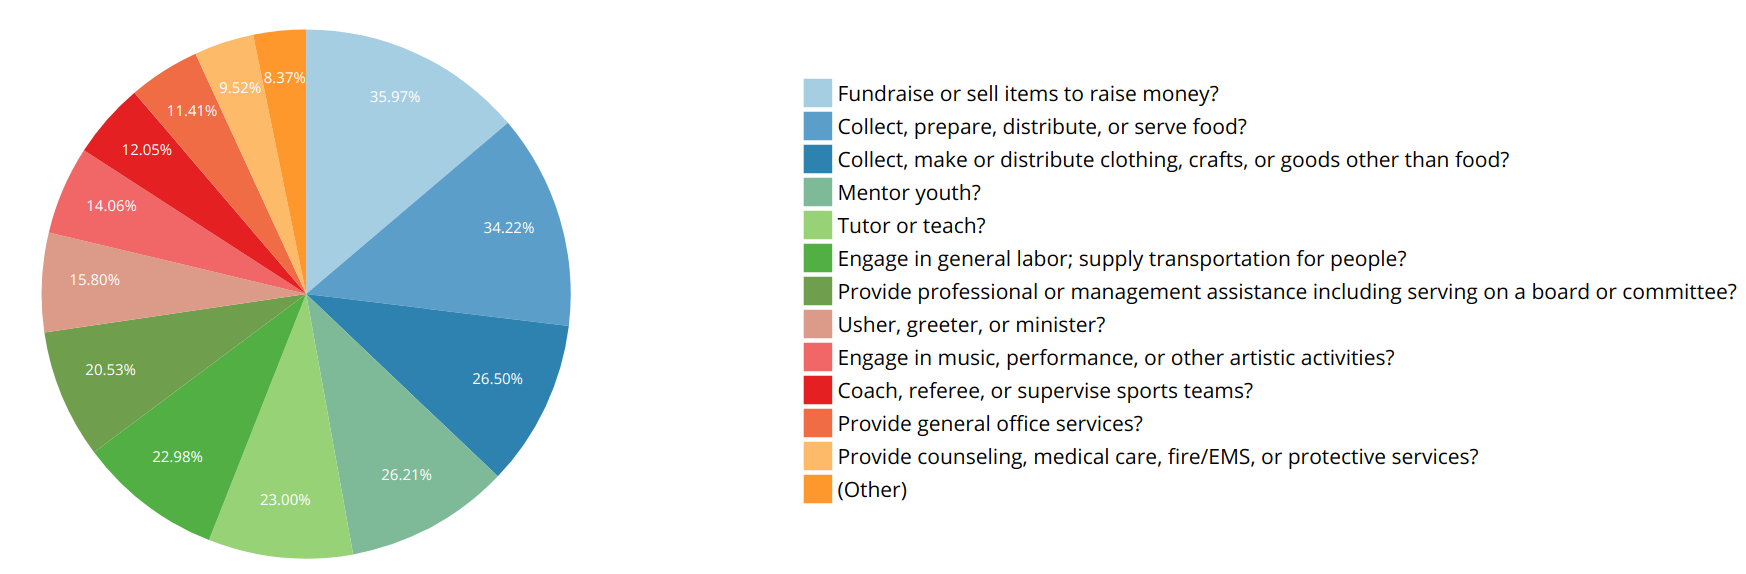 8.37%
9.52%
35.97%
11.41%
12.05%
14.06%
34.22%
15.80%
20.53%
26.50%
22.98%
26.21%
23.00%
Fundraise or sell items to raise money?
Collect, prepare, distribute, or serve food?
Collect, make or distribute clothing, crafts, or goods other than food?
Mentor youth?
Tutor or teach?
Engage in general labor; supply transportation for people?
Provide professional or management assistance including serving on a board or committee?
Usher, greeter, or minister?
Engage in music, performance, or other artistic activities?
Coach, referee, or supervise sports teams?
Provide general office services?
Provide counseling, medical care, fire/EMS, or protective services?
(Other)